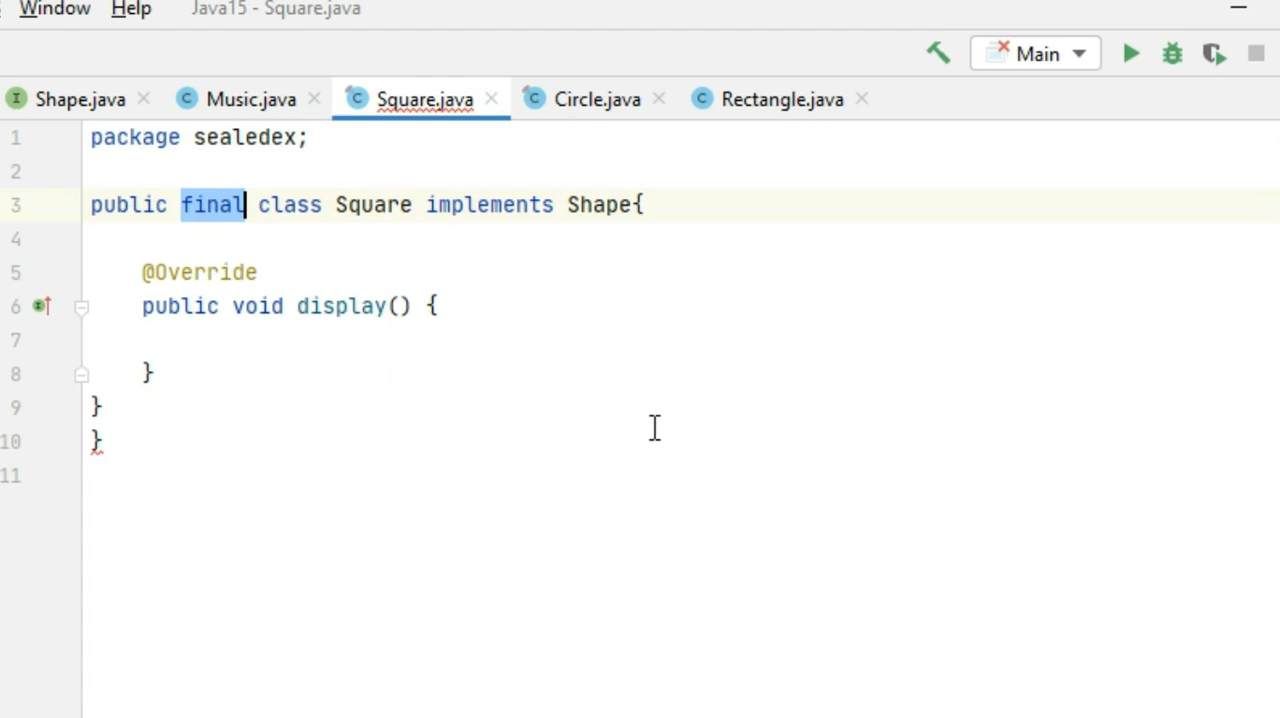 Window Help Java15 - Square.java
Main
Shape.java Music.java Square.java Circle.java Rectangle.java
1 package sealedex;
2
3 public final class Square implements Shape{
4
5 @Override
6 public void display() {
7
8 }
9 }
10 }
11